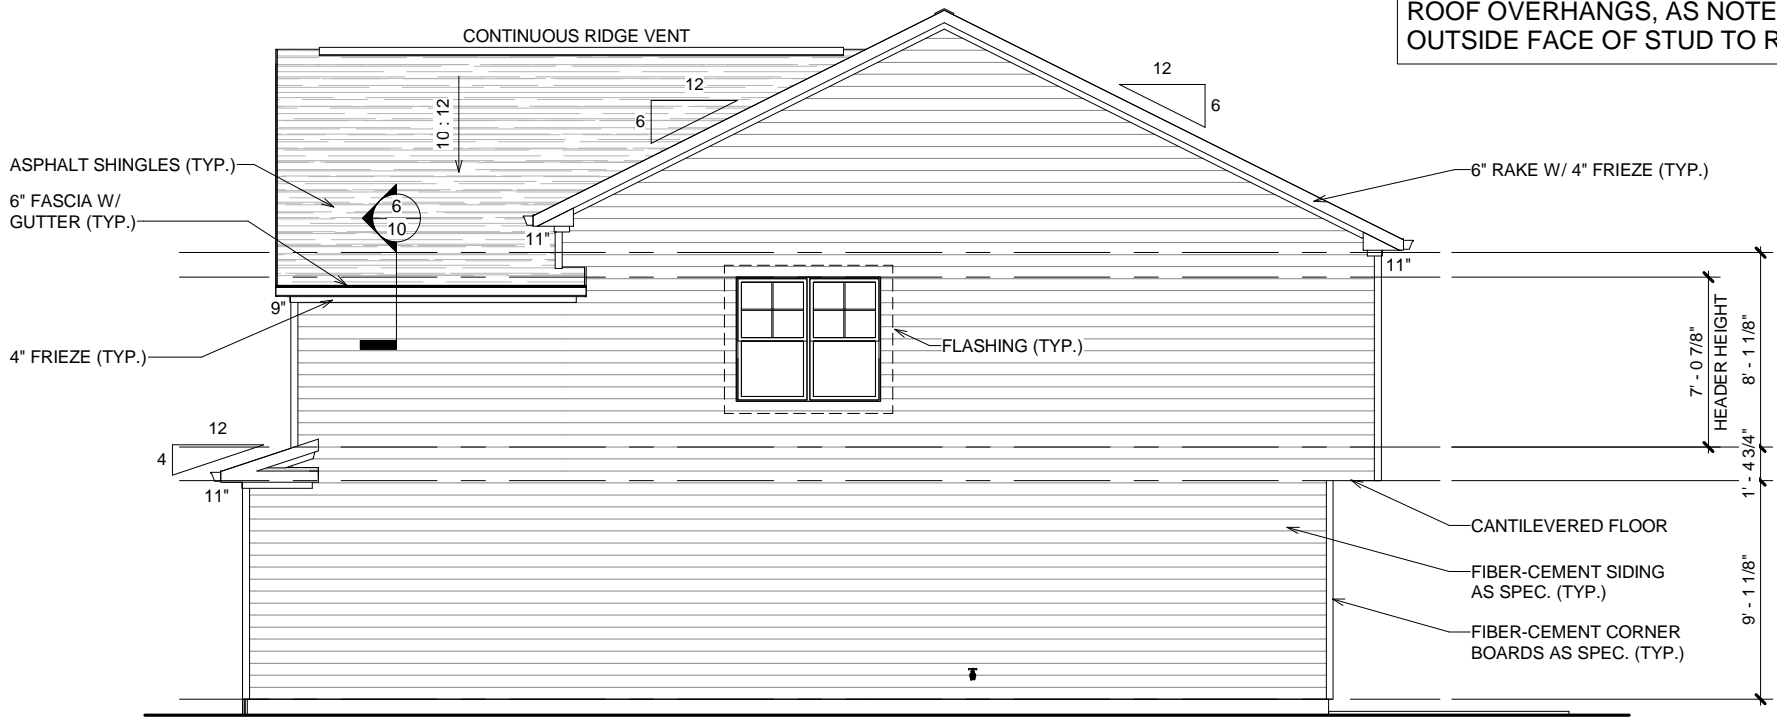 ROOF OVERHANGS, AS NOTE
OUTSIDE FACE OF STUD TO R
CONTINUOUS RIDGE VENT
12
6
12
6
10 : 12
ASPHALT SHINGLES (TYP.)
6" FASCIA W/
GUTTER (TYP.)
6
10
11"
6" RAKE W/ 4" FRIEZE (TYP.)
11"
9"
4" FRIEZE (TYP.)
FLASHING (TYP.)
7' - 0 7/8"
HEADER HEIGHT
8' - 1 1/8"
12
4
11"
1' - 4 3/4"
CANTILEVERED FLOOR
FIBER-CEMENT SIDING
AS SPEC. (TYP.)
9' - 1 1/8"
FIBER-CEMENT CORNER
BOARDS AS SPEC. (TYP.)